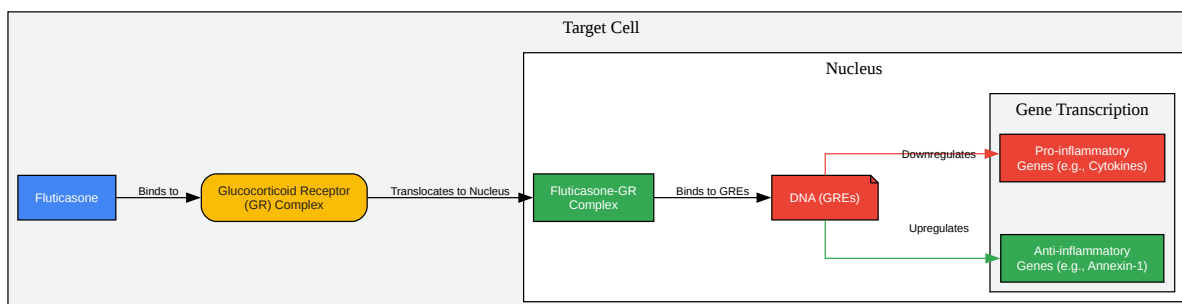 Target Cell
Nucleus
Gene Transcription
Fluticasone
Binds to
Glucocorticoid Receptor
(GR) Complex
Translocates to Nucleus
Fluticasone-GR
Complex
Binds to GREs
DNA (GREs)
Downregulates
Pro-inflammatory
Genes (e.g., Cytokines)
Upregulates
Anti-inflammatory
Genes (e.g., Annexin-1)